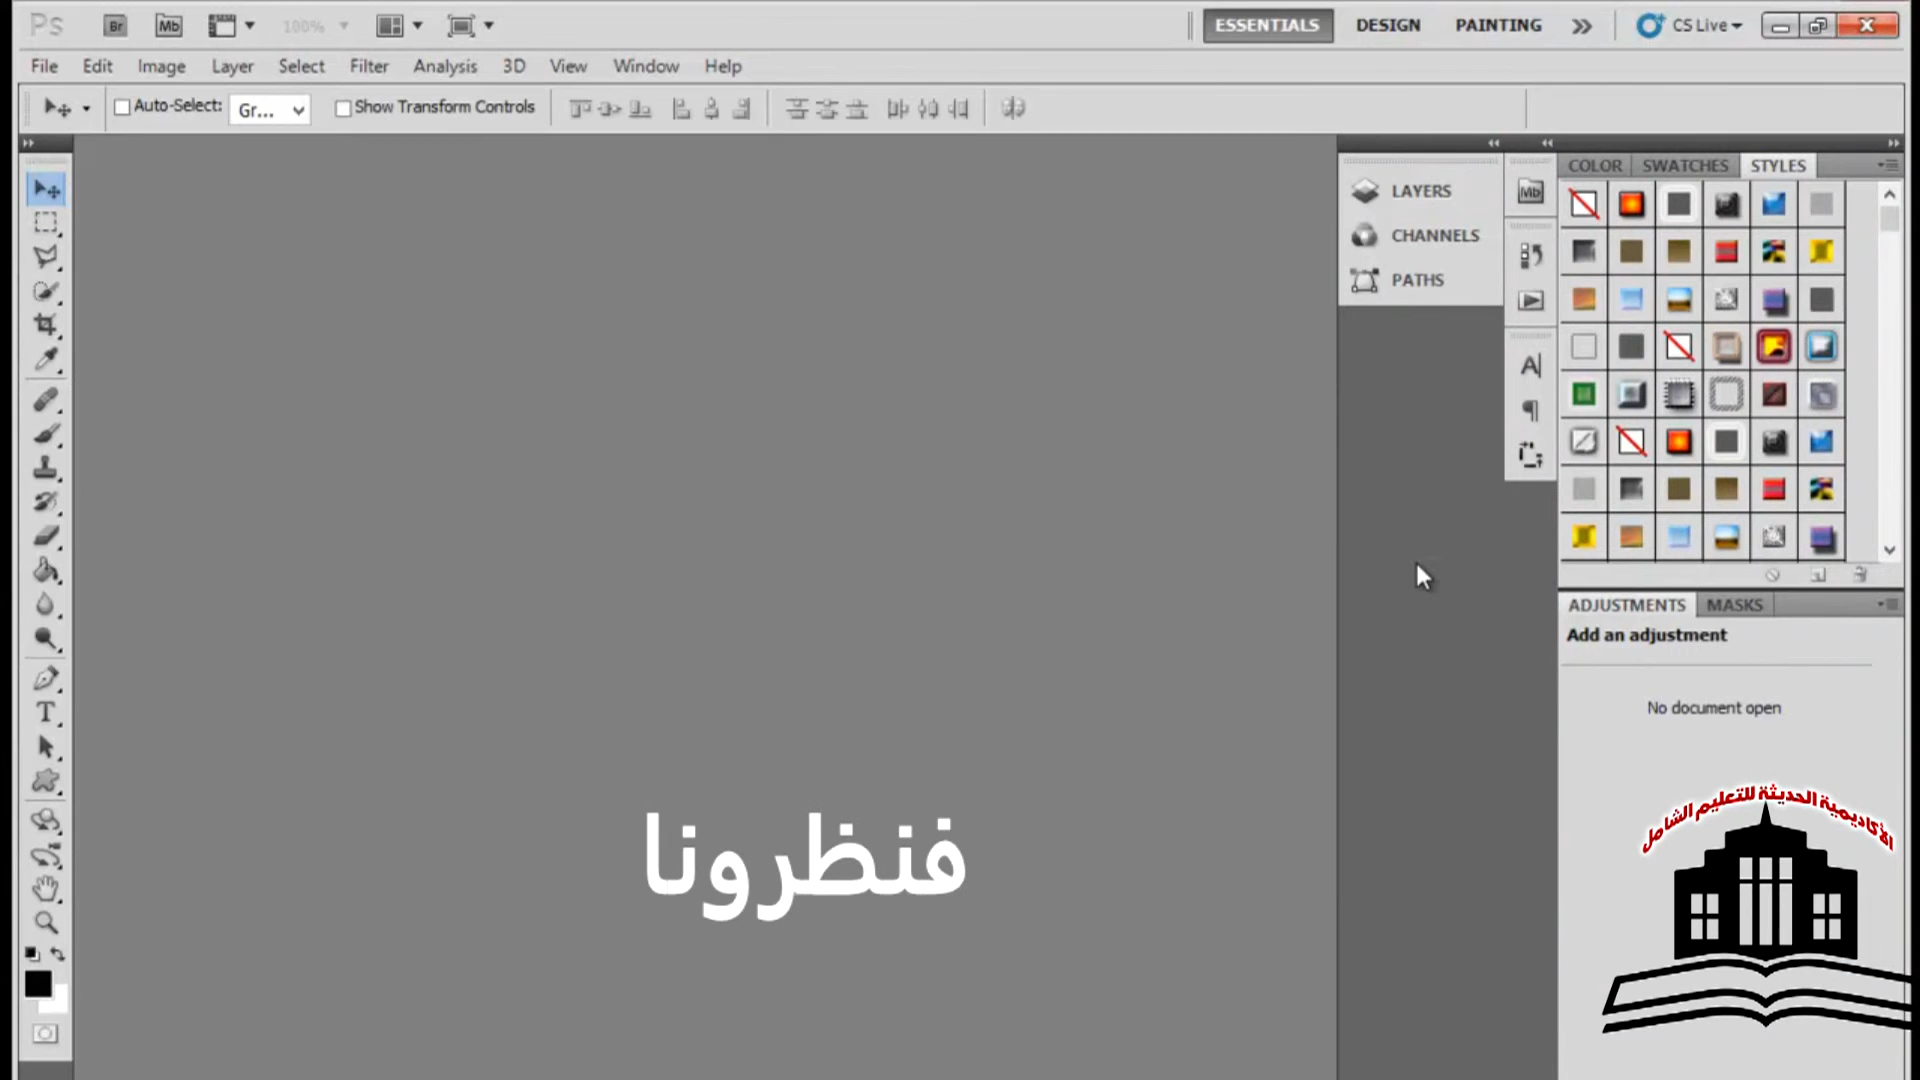 Ps Br Mb 100% ESSENTIALS DESIGN PAINTING CS Live
File Edit Image Layer Select Filter Analysis 3D View Window Help
Auto-Select: Gr... Show Transform Controls
LAYERS
CHANNELS
PATHS
Mb
COLOR SWATCHES STYLES
ADJUSTMENTS MASKS
Add an adjustment
No document open
الأكاديمية الحديثة للتعليم الشامل
فنظرونا